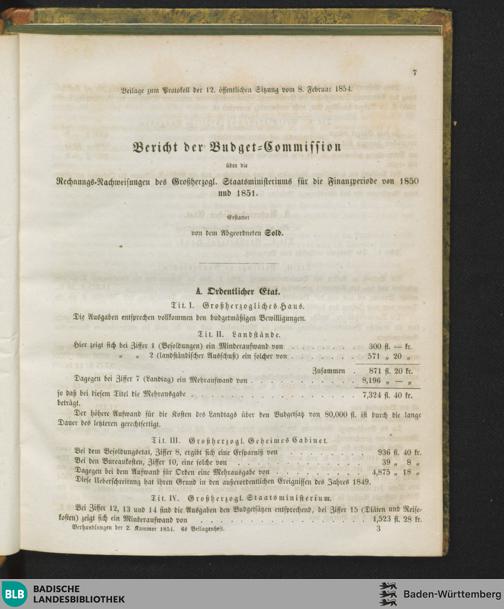 7
Beilage zum Protokoll der 12. öffentlichen Sitzung vom 8. Februar 1854.
Bericht der Budget-Commission
über die
Rechnungs-Nachweisungen des Großherzogl. Staatsministeriums für die Finanzperiode von 1850
und 1851.
Erstattet
von dem Abgeordneten Sold.
A. Ordentlicher Etat.
Tit. I. Großherzogliches Haus.
Die Ausgaben entsprechen vollkommen den budgetmäßigen Bewilligungen.
Tit. II. Landstände.
Hier zeigt sich bei Ziffer 1 (Besoldungen) ein Minderaufwand von . . . . . . 300 fl. — kr.
„ „ 2 (landständischer Ausschuß) ein solcher von . . . . . . 571 „ 20 „
Zusammen . 871 fl. 20 kr.
Dagegen bei Ziffer 7 (Landtag) ein Mehraufwand von . . . . . . 8,196 „ — „
so daß bei diesem Titel die Mehrausgabe . . . . . . 7,324 fl. 40 kr.
beträgt.
Der höhere Aufwand für die Kosten des Landtags über den Budgetsatz von 80,000 fl. ist durch die lange
Dauer des letzteren gerechtfertigt.
Tit. III. Großherzogl. Geheimes Cabinet.
Bei dem Besoldungsetat, Ziffer 8, ergibt sich eine Ersparniß von . . . . . . 936 fl. 40 kr.
Bei den Bureaukosten, Ziffer 10, eine solche von . . . . . . 39 „ 8 „
Dagegen bei dem Aufwand für Orden eine Mehrausgabe von . . . . . . 4,875 „ 18 „
Diese Ueberschreitung hat ihren Grund in den außerordentlichen Ereignissen des Jahres 1849.
Tit. IV. Großherzogl. Staatsministerium.
Bei Ziffer 12, 13 und 14 sind die Ausgaben den Budgetsätzen entsprechend, bei Ziffer 15 (Diäten und Reise-
kosten) zeigt sich ein Minderaufwand von . . . . . . 1,523 fl. 28 kr.
Verhandlungen der 2. Kammer 1854. 6s Beilagenheft. 3
BLB BADISCHE
LANDESBIBLIOTHEK
Baden-Württemberg